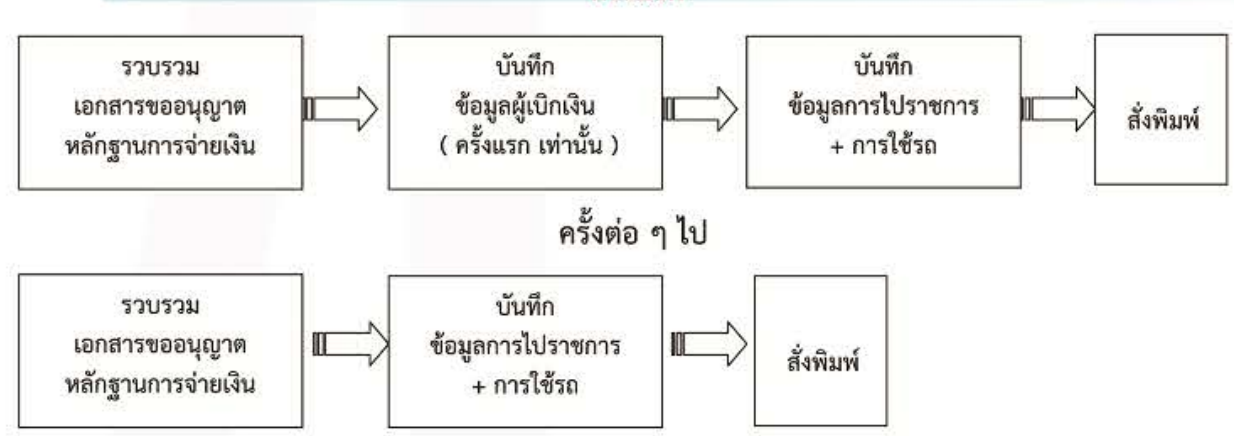 รวบรวม
เอกสารขออนุญาต
หลักฐานการจ่ายเงิน
บันทึก
ข้อมูลผู้เบิกเงิน
( ครั้งแรก เท่านั้น )
บันทึก
ข้อมูลการไปราชการ
+ การใช้รถ
สั่งพิมพ์
ครั้งต่อ ๆ ไป
รวบรวม
เอกสารขออนุญาต
หลักฐานการจ่ายเงิน
บันทึก
ข้อมูลการไปราชการ
+ การใช้รถ
สั่งพิมพ์